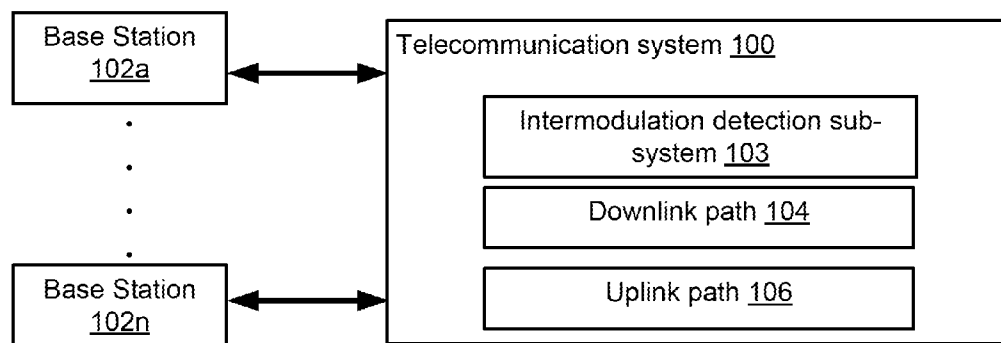 Base Station
102a
Telecommunication system 100
Intermodulation detection sub-
system 103
Downlink path 104
Base Station
102n
Uplink path 106